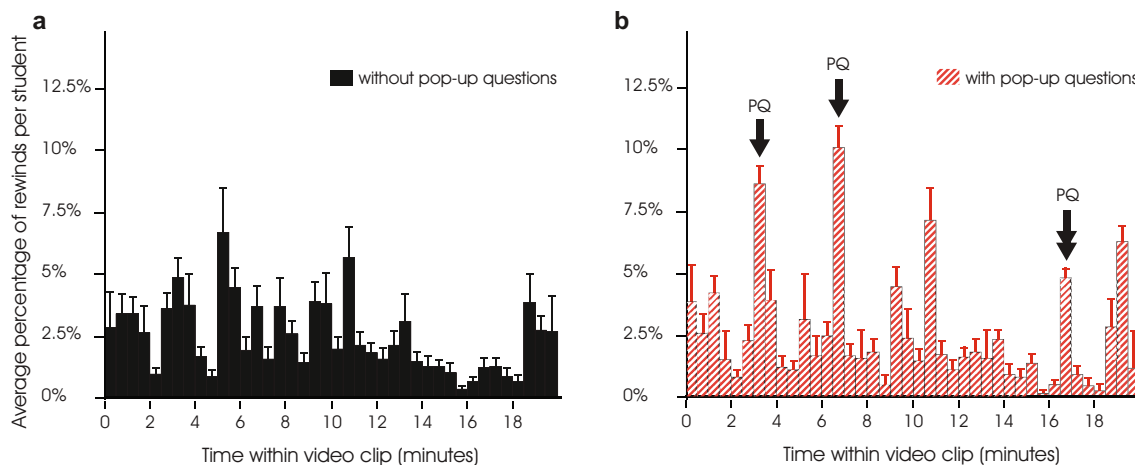 a
Average percentage of rewinds per student
12.5%
10%
7.5%
5%
2.5%
0%
without pop-up questions
0 2 4 6 8 10 12 14 16 18
Time within video clip (minutes)
b
12.5%
10%
7.5%
5%
2.5%
0%
PQ
PQ
PQ
with pop-up questions
0 2 4 6 8 10 12 14 16 18
Time within video clip (minutes)